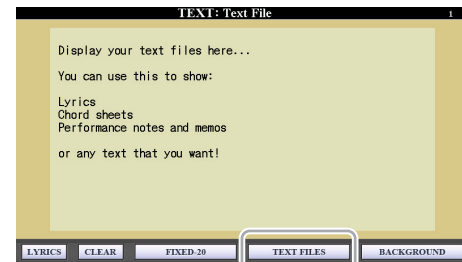 TEXT: Text File 1
Display your text files here...
You can use this to show:
Lyrics
Chord sheets
Performance notes and memos
or any text that you want!
LYRICS CLEAR FIXED-20 TEXT FILES BACKGROUND